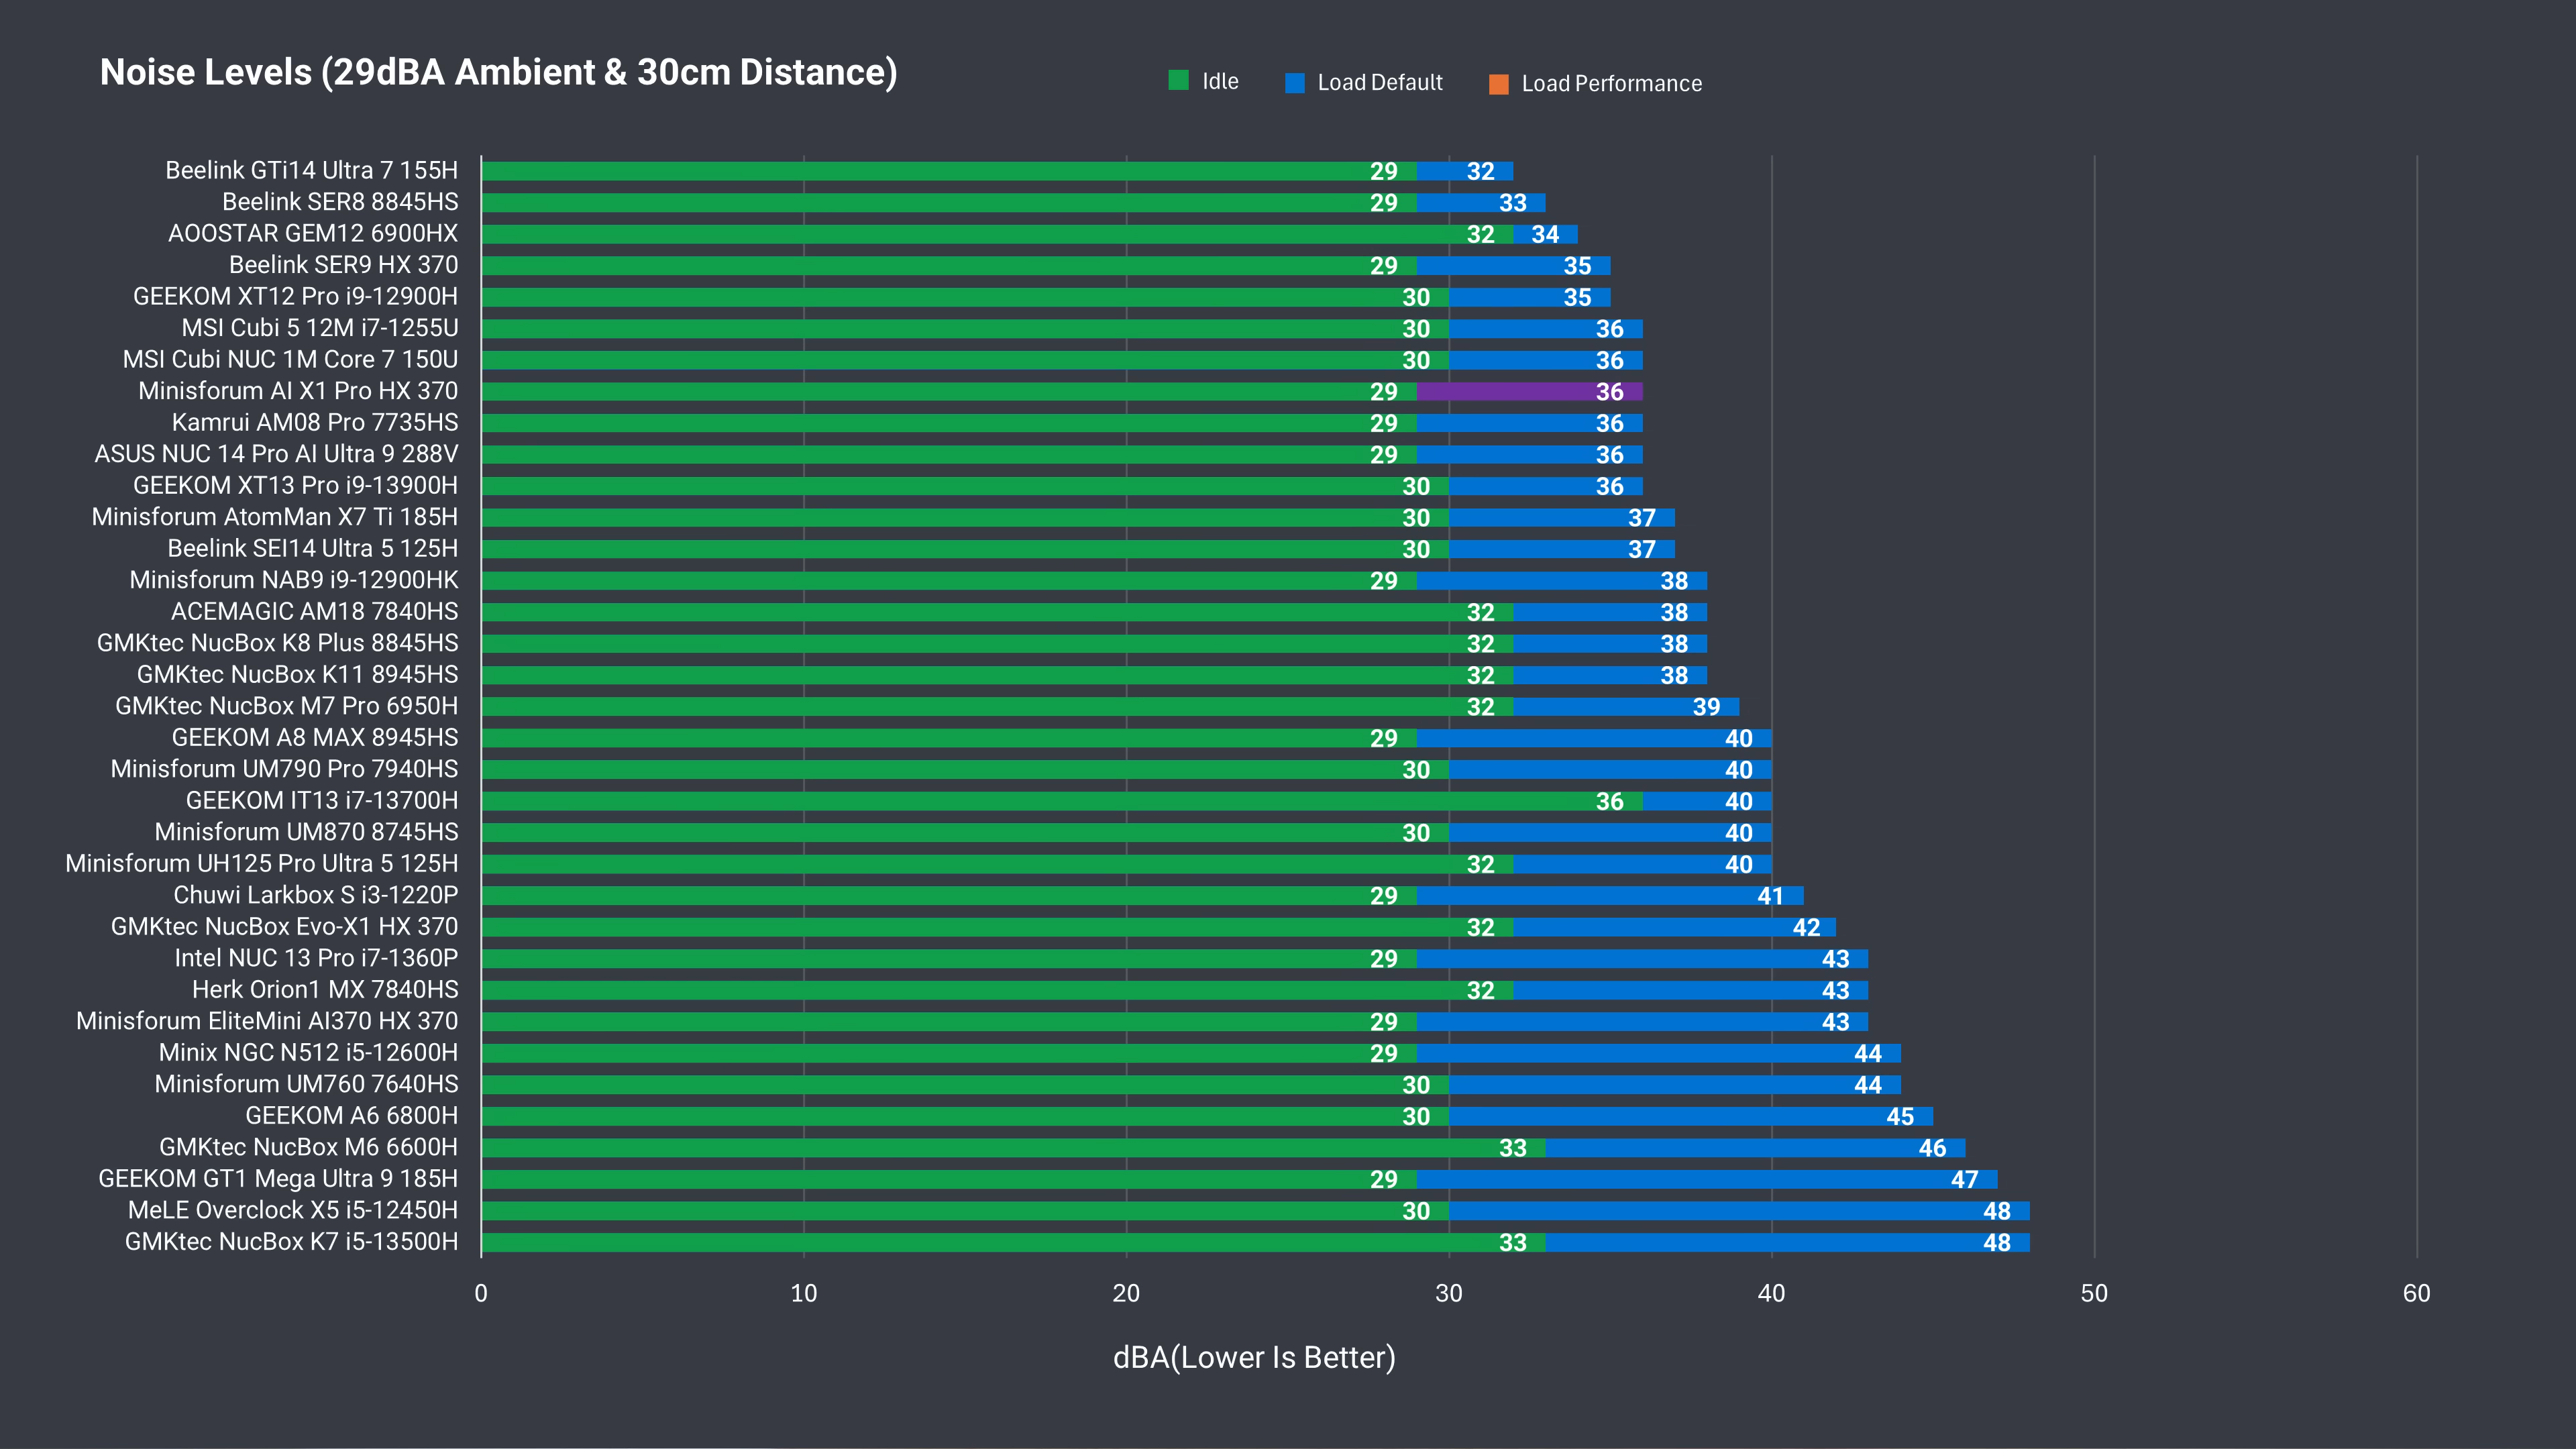 Noise Levels (29dBA Ambient & 30cm Distance)
Idle Load Default Load Performance
Beelink GTi14 Ultra 7 155H 29 32
Beelink SER8 8845HS 29 33
AOOSTAR GEM12 6900HX 32 34
Beelink SER9 HX 370 29 35
GEEKOM XT12 Pro i9-12900H 30 35
MSI Cubi 5 12M i7-1255U 30 36
MSI Cubi NUC 1M Core 7 150U 30 36
Minisforum AI X1 Pro HX 370 29 36
Kamrui AM08 Pro 7735HS 29 36
ASUS NUC 14 Pro AI Ultra 9 288V 29 36
GEEKOM XT13 Pro i9-13900H 30 36
Minisforum AtomMan X7 Ti 185H 30 37
Beelink SEI14 Ultra 5 125H 30 37
Minisforum NAB9 i9-12900HK 29 38
ACEMAGIC AM18 7840HS 32 38
GMKtec NucBox K8 Plus 8845HS 32 38
GMKtec NucBox K11 8945HS 32 38
GMKtec NucBox M7 Pro 6950H 32 39
GEEKOM A8 MAX 8945HS 29 40
Minisforum UM790 Pro 7940HS 30 40
GEEKOM IT13 i7-13700H 36 40
Minisforum UM870 8745HS 30 40
Minisforum UH125 Pro Ultra 5 125H 32 40
Chuwi Larkbox S i3-1220P 29 41
GMKtec NucBox Evo-X1 HX 370 32 42
Intel NUC 13 Pro i7-1360P 29 43
Herk Orion1 MX 7840HS 32 43
Minisforum EliteMini AI370 HX 370 29 43
Minix NGC N512 i5-12600H 29 44
Minisforum UM760 7640HS 30 44
GEEKOM A6 6800H 30 45
GMKtec NucBox M6 6600H 33 46
GEEKOM GT1 Mega Ultra 9 185H 29 47
MeLE Overclock X5 i5-12450H 30 48
GMKtec NucBox K7 i5-13500H 33 48
0 10 20 30 40 50 60
dBA(Lower Is Better)